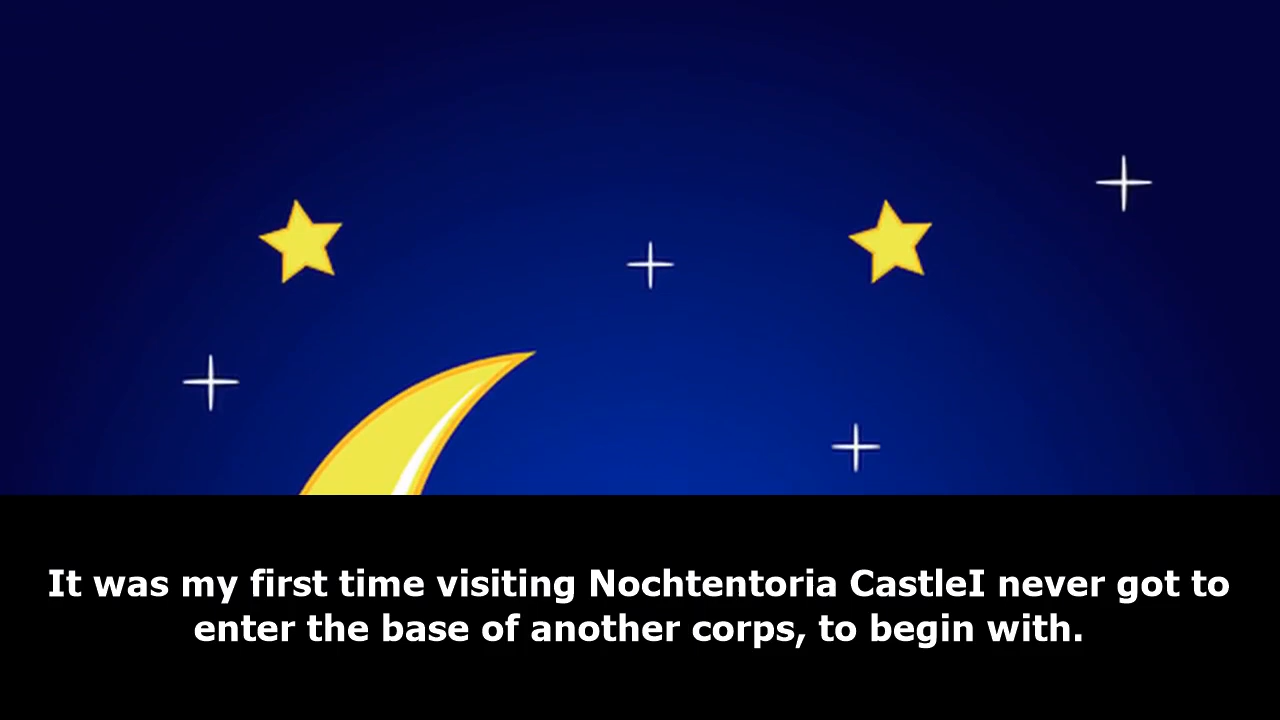 It was my first time visiting Nochtentoria CastleI never got to
enter the base of another corps, to begin with.